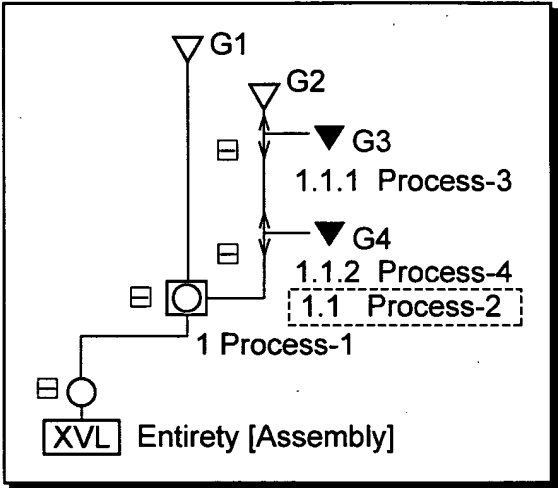 G1
G2
G3
1.1.1 Process-3
G4
1.1.2 Process-4
1.1 Process-2
1 Process-1
XVL Entirety [Assembly]